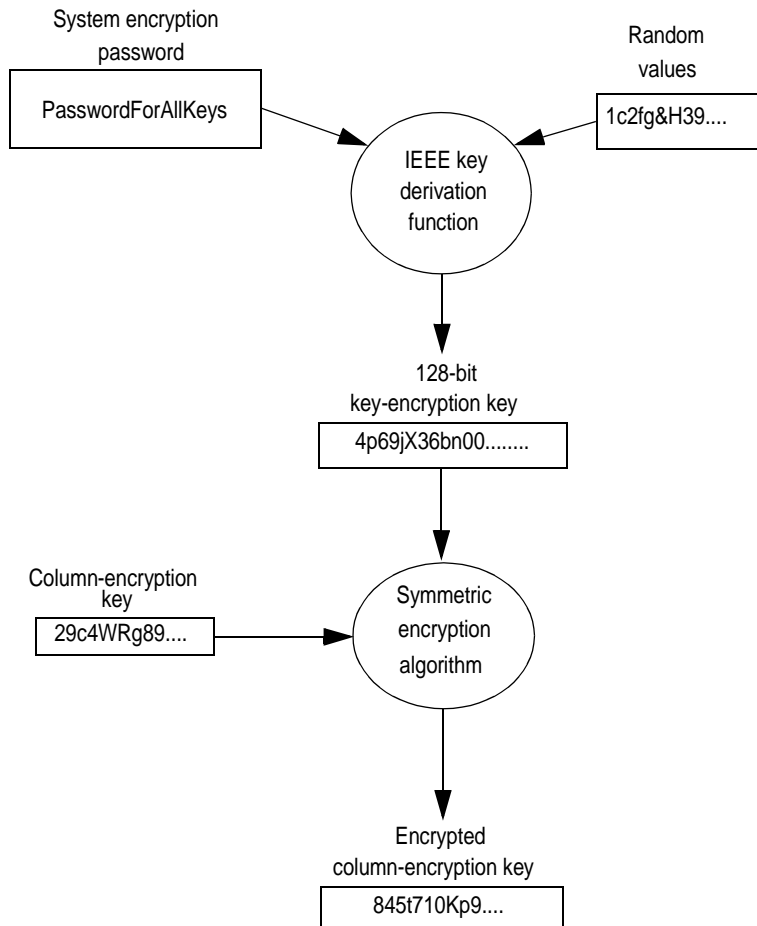 System encryption
password
PasswordForAllKeys
Random
values
1c2fg&H39....
IEEE key
derivation
function
128-bit
key-encryption key
4p69jX36bn00........
Column-encryption
key
29c4WRg89....
Symmetric
encryption
algorithm
Encrypted
column-encryption key
845t710Kp9....